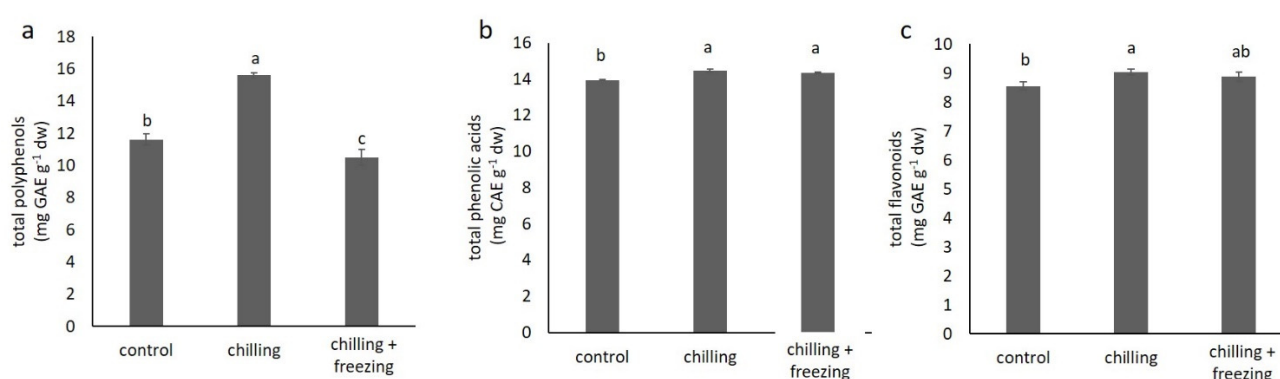 a
total polyphenols
(mg GAE g⁻¹ dw)
18
16
14
12
10
8
6
4
2
0
b
a
c
control
chilling
chilling +
freezing
b
total phenolic acids
(mg CAE g⁻¹ dw)
16
14
12
10
8
6
4
2
0
b
a
a
control
chilling
chilling +
freezing
c
total flavonoids
(mg GAE g⁻¹ dw)
10
9
8
7
6
5
4
3
2
1
0
b
a
ab
control
chilling
chilling +
freezing